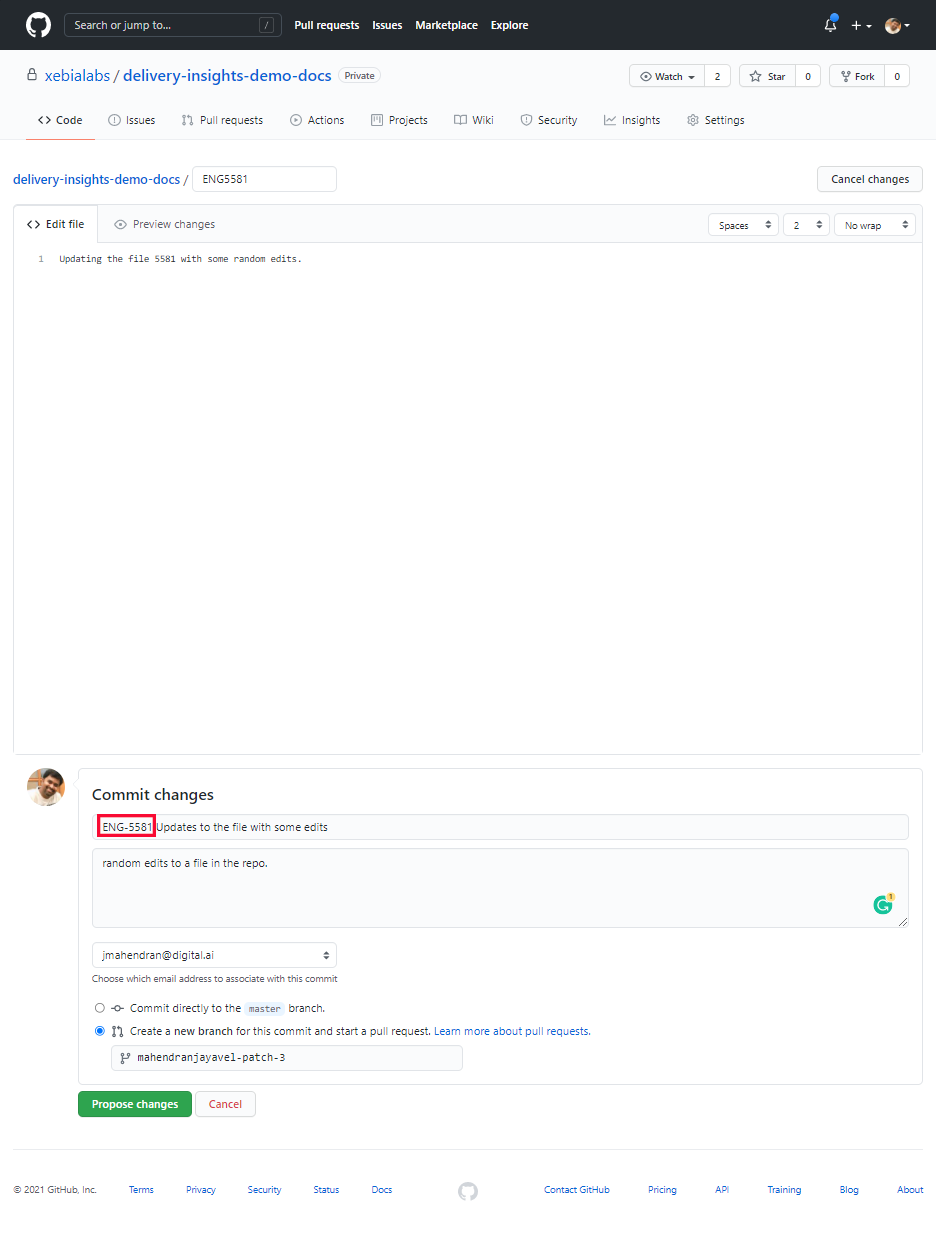 Search or jump to... / Pull requests Issues Marketplace Explore
xebialabs / delivery-insights-demo-docs Private Watch 2 Star 0 Fork 0
Code Issues Pull requests Actions Projects Wiki Security Insights Settings
delivery-insights-demo-docs / ENG5581 Cancel changes
Edit file Preview changes Spaces 2 No wrap
1 Updating the file 5581 with some random edits.
Commit changes
ENG-5581 Updates to the file with some edits
random edits to a file in the repo.
1
jmahendran@digital.ai
Choose which email address to associate with this commit
Commit directly to the master branch.
Create a new branch for this commit and start a pull request. Learn more about pull requests.
mahendranjayavel-patch-3
Propose changes Cancel
© 2021 GitHub, Inc. Terms Privacy Security Status Docs Contact GitHub Pricing API Training Blog About